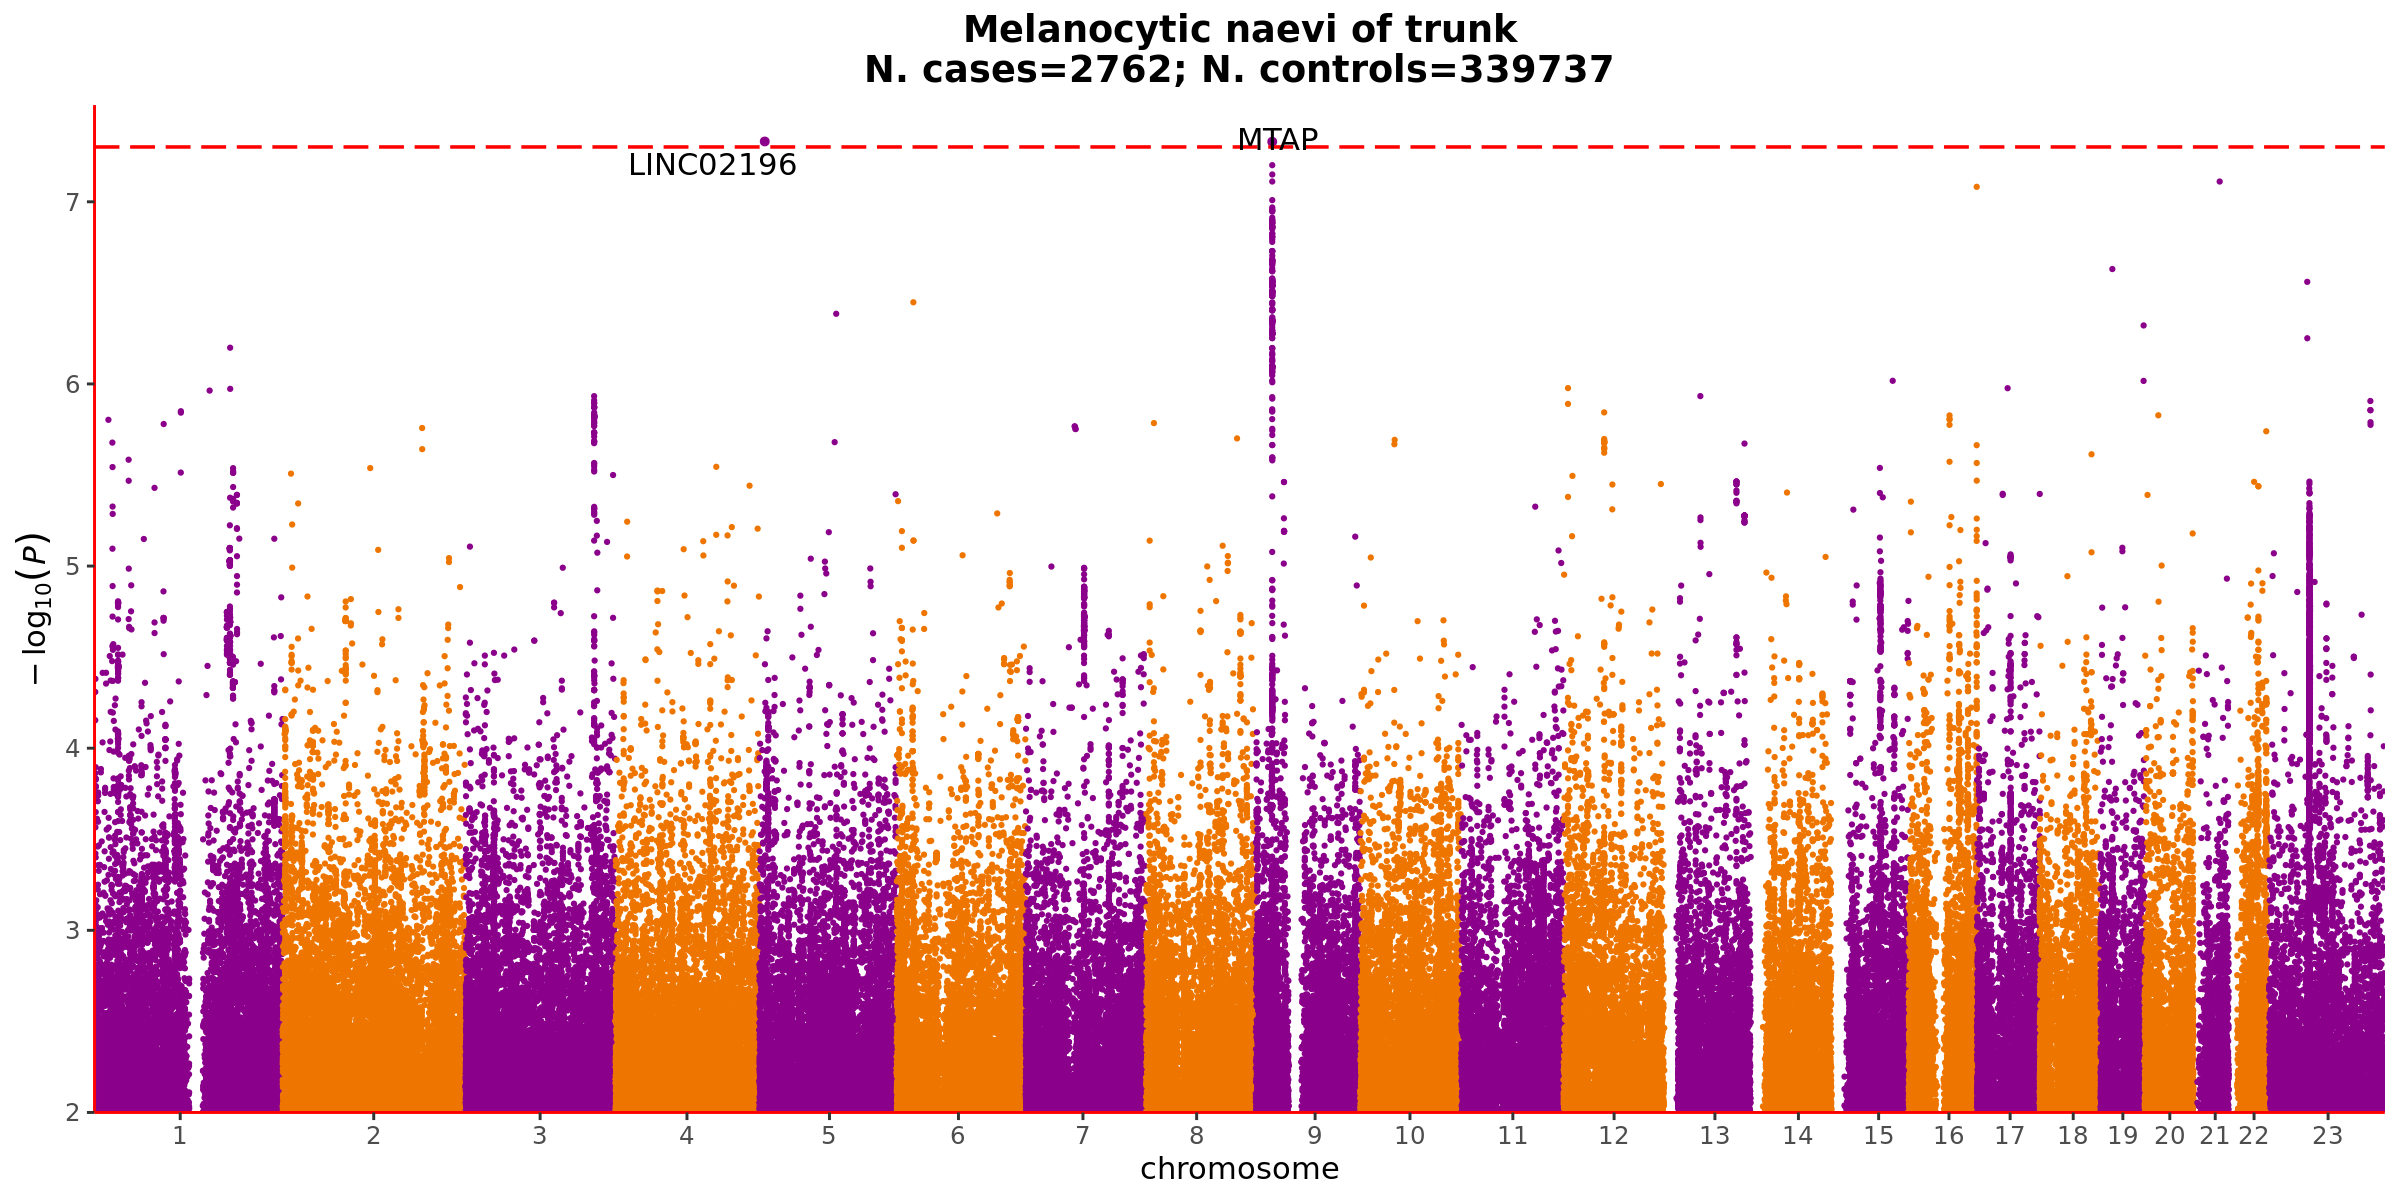 Melanocytic naevi of trunk
N. cases=2762; N. controls=339737
MTAP
LINC02196
7
6
5
4
3
2
−log10(P)
1 2 3 4 5 6 7 8 9 10 11 12 13 14 15 16 17 18 19 20 21 22 23
chromosome